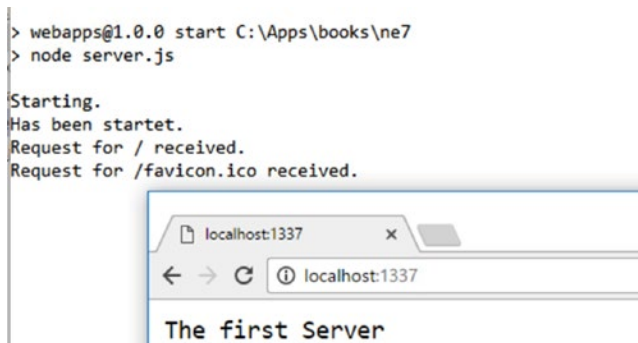 > webapps@1.0.0 start C:\Apps\books\ne7
> node server.js
Starting.
Has been startet.
Request for / received.
Request for /favicon.ico received.
localhost:1337
localhost:1337
The first Server